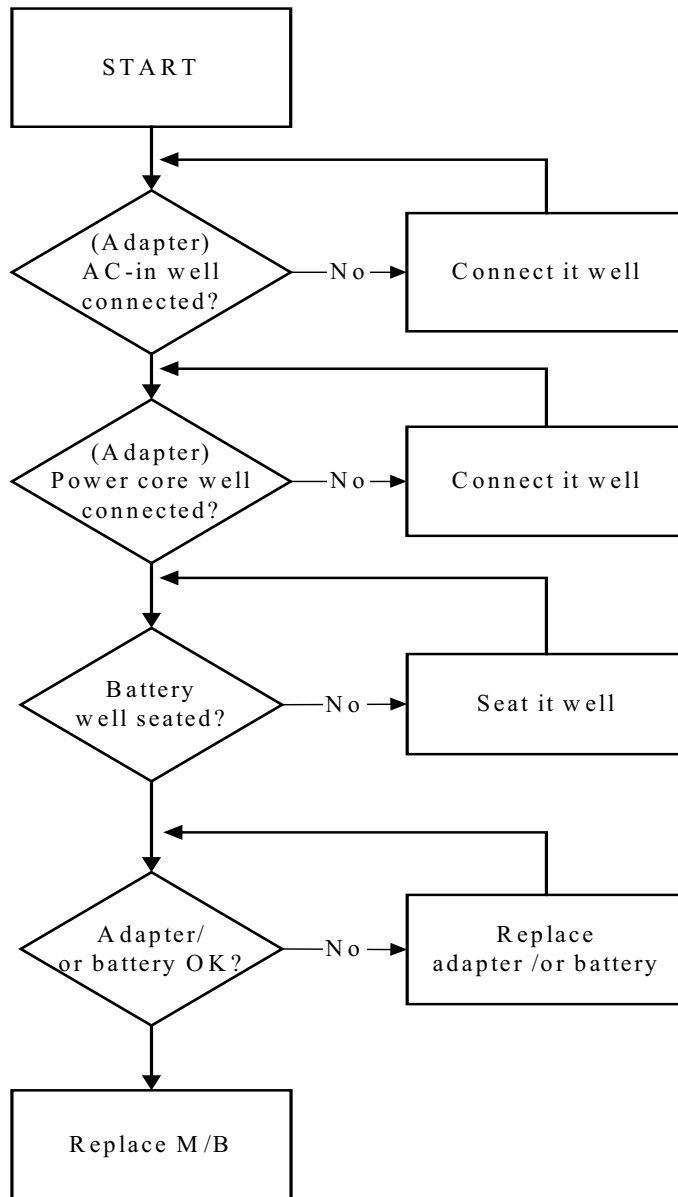 START
(Adapter)
AC-in well
connected?
No
Connect it well
(Adapter)
Power core well
connected?
No
Connect it well
Battery
well seated?
No
Seat it well
Adapter/
or battery OK?
No
Replace
adapter /or battery
Replace M/B